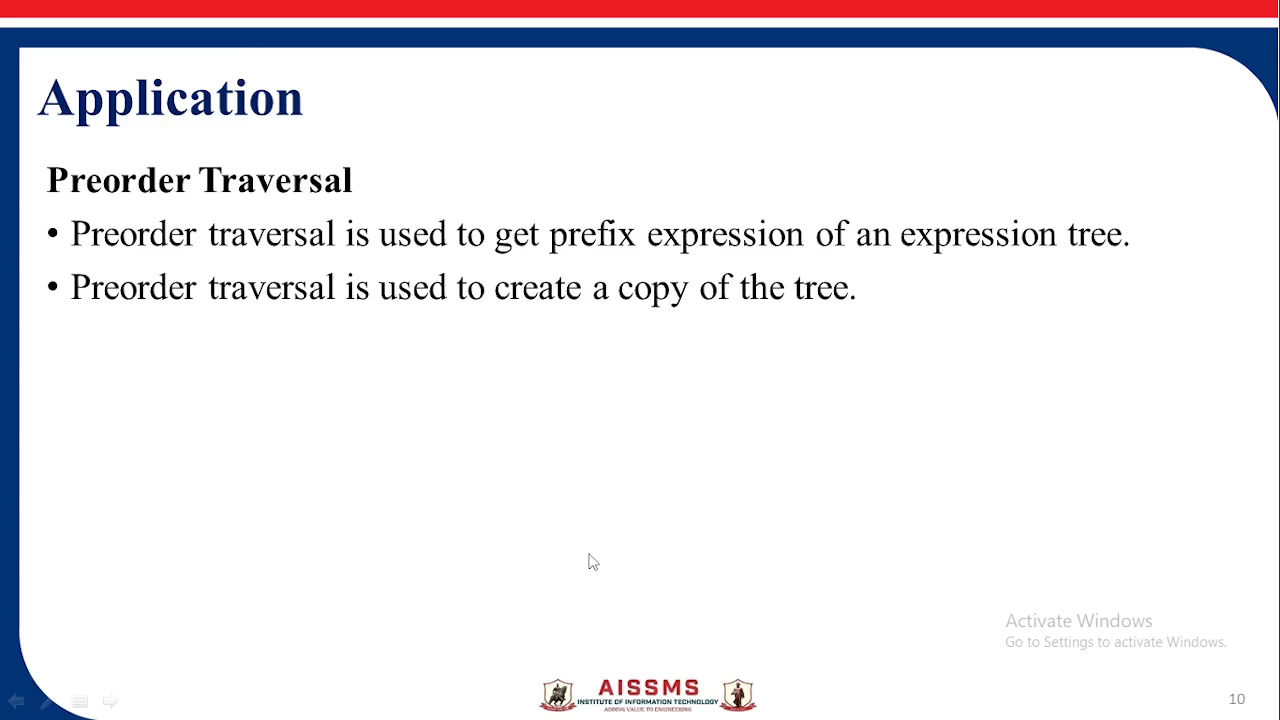 Application
Preorder Traversal
• Preorder traversal is used to get prefix expression of an expression tree.
• Preorder traversal is used to create a copy of the tree.
Activate Windows
Go to Settings to activate Windows.
AISSMS
INSTITUTE OF INFORMATION TECHNOLOGY
ADDING VALUE TO ENGINEERING
10